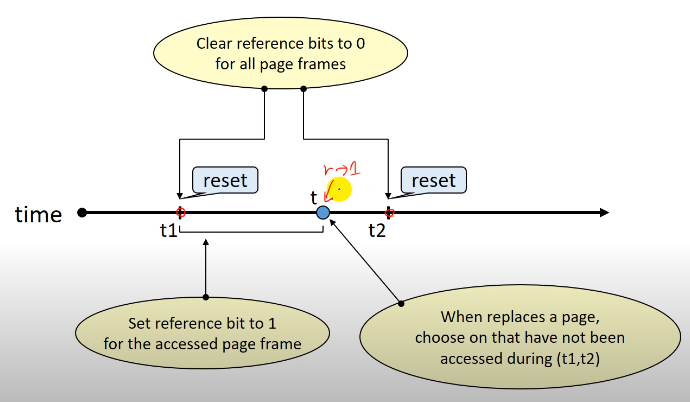 Clear reference bits to 0
for all page frames
r→1
reset
reset
t
time
t1
t2
Set reference bit to 1
for the accessed page frame
When replaces a page,
choose on that have not been
accessed during (t1,t2)